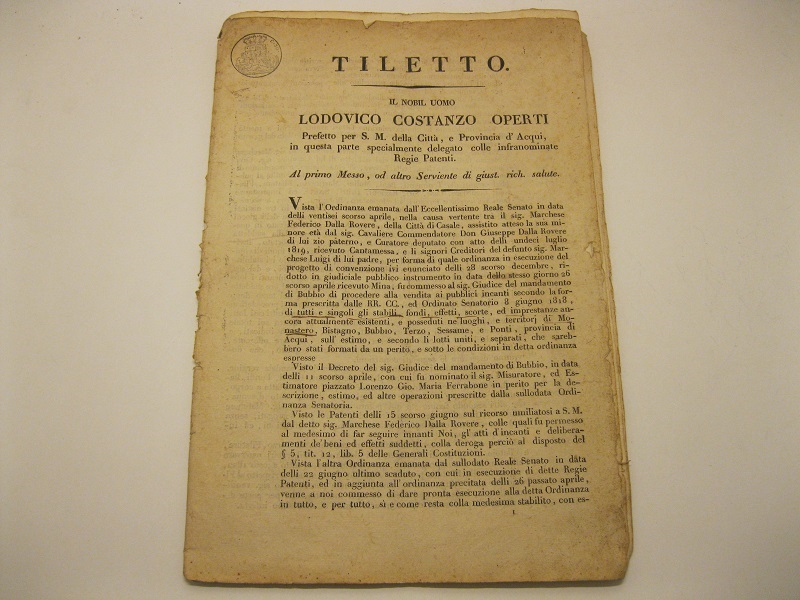 TILETTO.
IL NOBIL UOMO
LODOVICO COSTANZO OPERTI
Prefetto per S. M. della Città, e Provincia d'Acqui,
in questa parte specialmente delegato colle infranominate
Regie Patenti.
Al primo Messo, od altro Serviente di giust. rich. salute.
Vista l'Ordinanza emanata dall'Eccellentissimo Reale Senato in data
delli ventisei scorso aprile, nella causa vertente tra il sig. Marchese
Federico Dalla Rovere, della Città di Casale, assistito atteso la sua mi-
nore età dal sig. Cavaliere Commendatore Don Giuseppe Dalla Rovere
di lui zio paterno, e Curatore deputato con atto delli undeci luglio
1819, ricevuto Cantamessa, e li signori Creditori del defunto sig. Mar-
chese Luigi di lui padre, per forma di quale ordinanza in esecuzione del
progetto di convenzione ivi enunciato delli 28 scorso decembre, ri-
dotto in giudiciale pubblico instrumento in data dello stesso giorno 26
scorso aprile ricevuto Mina, fu commesso al sig. Giudice del mandamento
di Bubbio di procedere alla vendita ai pubblici incanti secondo la for-
ma prescritta dalle RR. CC., ed Ordinato Senatorio 8 giugno 1818,
di tutti e singoli gli stabili, fondi, effetti, scorte, ed imprestanze an-
cora attualmente esistenti, e posseduti ne' luoghi, e territorj di Mo-
nastero, Bistagno, Bubbio, Terzo, Sessame, e Ponti, provincia di
Acqui, sull'estimo, e secondo li lotti uniti, e separati, che sareb-
bero stati formati da un perito, e sotto le condizioni in detta ordinanza
espresse
Visto il Decreto del sig. Giudice del mandamento di Bubbio, in data
delli 11 scorso aprile, con cui fu nominato il sig. Misuratore, ed Es-
timatore piazzato Lorenzo Gio. Maria Ferrabone in perito per la de-
scrizione, estimo, ed altre operazioni prescritte dalla sullodata Ordi-
nanza Senatoria.
Visto le Patenti delli 15 scorso giugno sul ricorso umiliatosi a S. M.
dal detto sig. Marchese Federico Dalla Rovere, colle quali fu permesso
al medesimo di far seguire innanti Noi, gl'atti d'incanti e delibera-
menti de' beni ed effetti suddetti, colla deroga perciò al disposto del
§ 5, tit. 12, lib. 5 delle Generali Costituzioni.
Vista l'altra Ordinanza emanata dal sullodato Reale Senato in data
delli 22 giugno ultimo scaduto, con cui in esecuzione di dette Regie
Patenti, ed in aggiunta all'ordinanza precitata delli 26 passato aprile,
venne a noi commesso di dare pronta esecuzione alla detta Ordinanza
in tutto, e per tutto, sì e come resta colla medesima stabilito, con es-
1